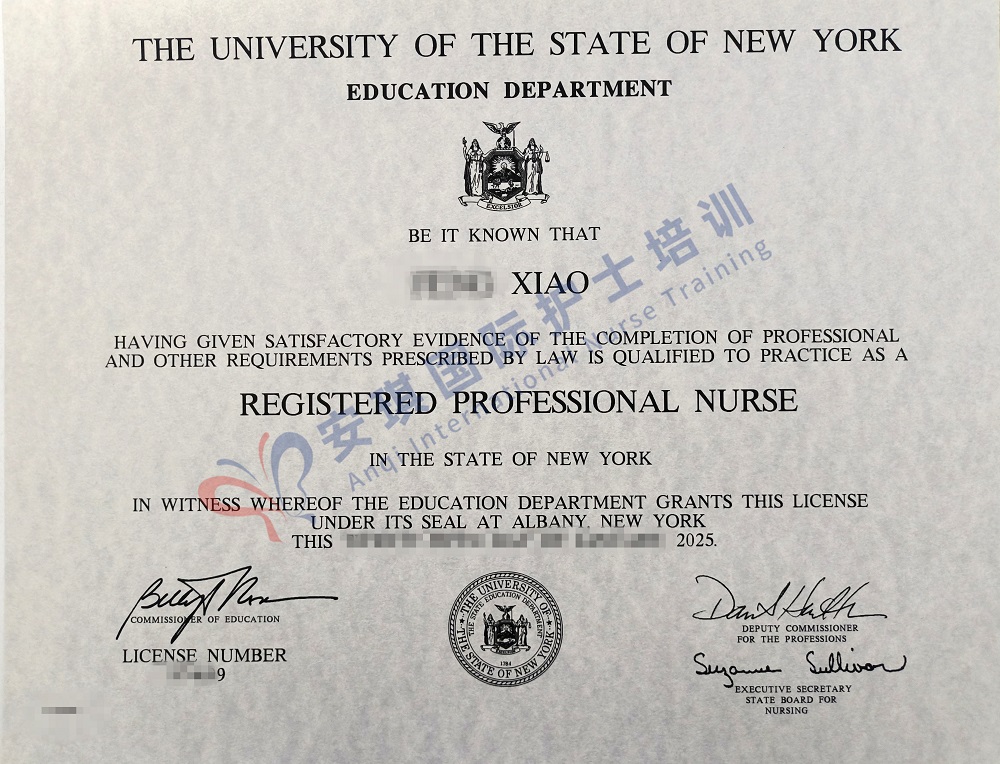 THE UNIVERSITY OF THE STATE OF NEW YORK
EDUCATION DEPARTMENT
EXCELSIOR
BE IT KNOWN THAT
XIAO
HAVING GIVEN SATISFACTORY EVIDENCE OF THE COMPLETION OF PROFESSIONAL
AND OTHER REQUIREMENTS PRESCRIBED BY LAW IS QUALIFIED TO PRACTICE AS A
REGISTERED PROFESSIONAL NURSE
IN THE STATE OF NEW YORK
IN WITNESS WHEREOF THE EDUCATION DEPARTMENT GRANTS THIS LICENSE
UNDER ITS SEAL AT ALBANY, NEW YORK
THIS 2025.
COMMISSIONER OF EDUCATION
LICENSE NUMBER
9
THE UNIVERSITY OF
THE STATE OF NEW YORK
THE STATE EDUCATION DEPARTMENT
1784
DEPUTY COMMISSIONER
FOR THE PROFESSIONS
Suzanne Sullivan
EXECUTIVE SECRETARY
STATE BOARD FOR
NURSING
安琪国际护士培训
Anqi International Nurse Training